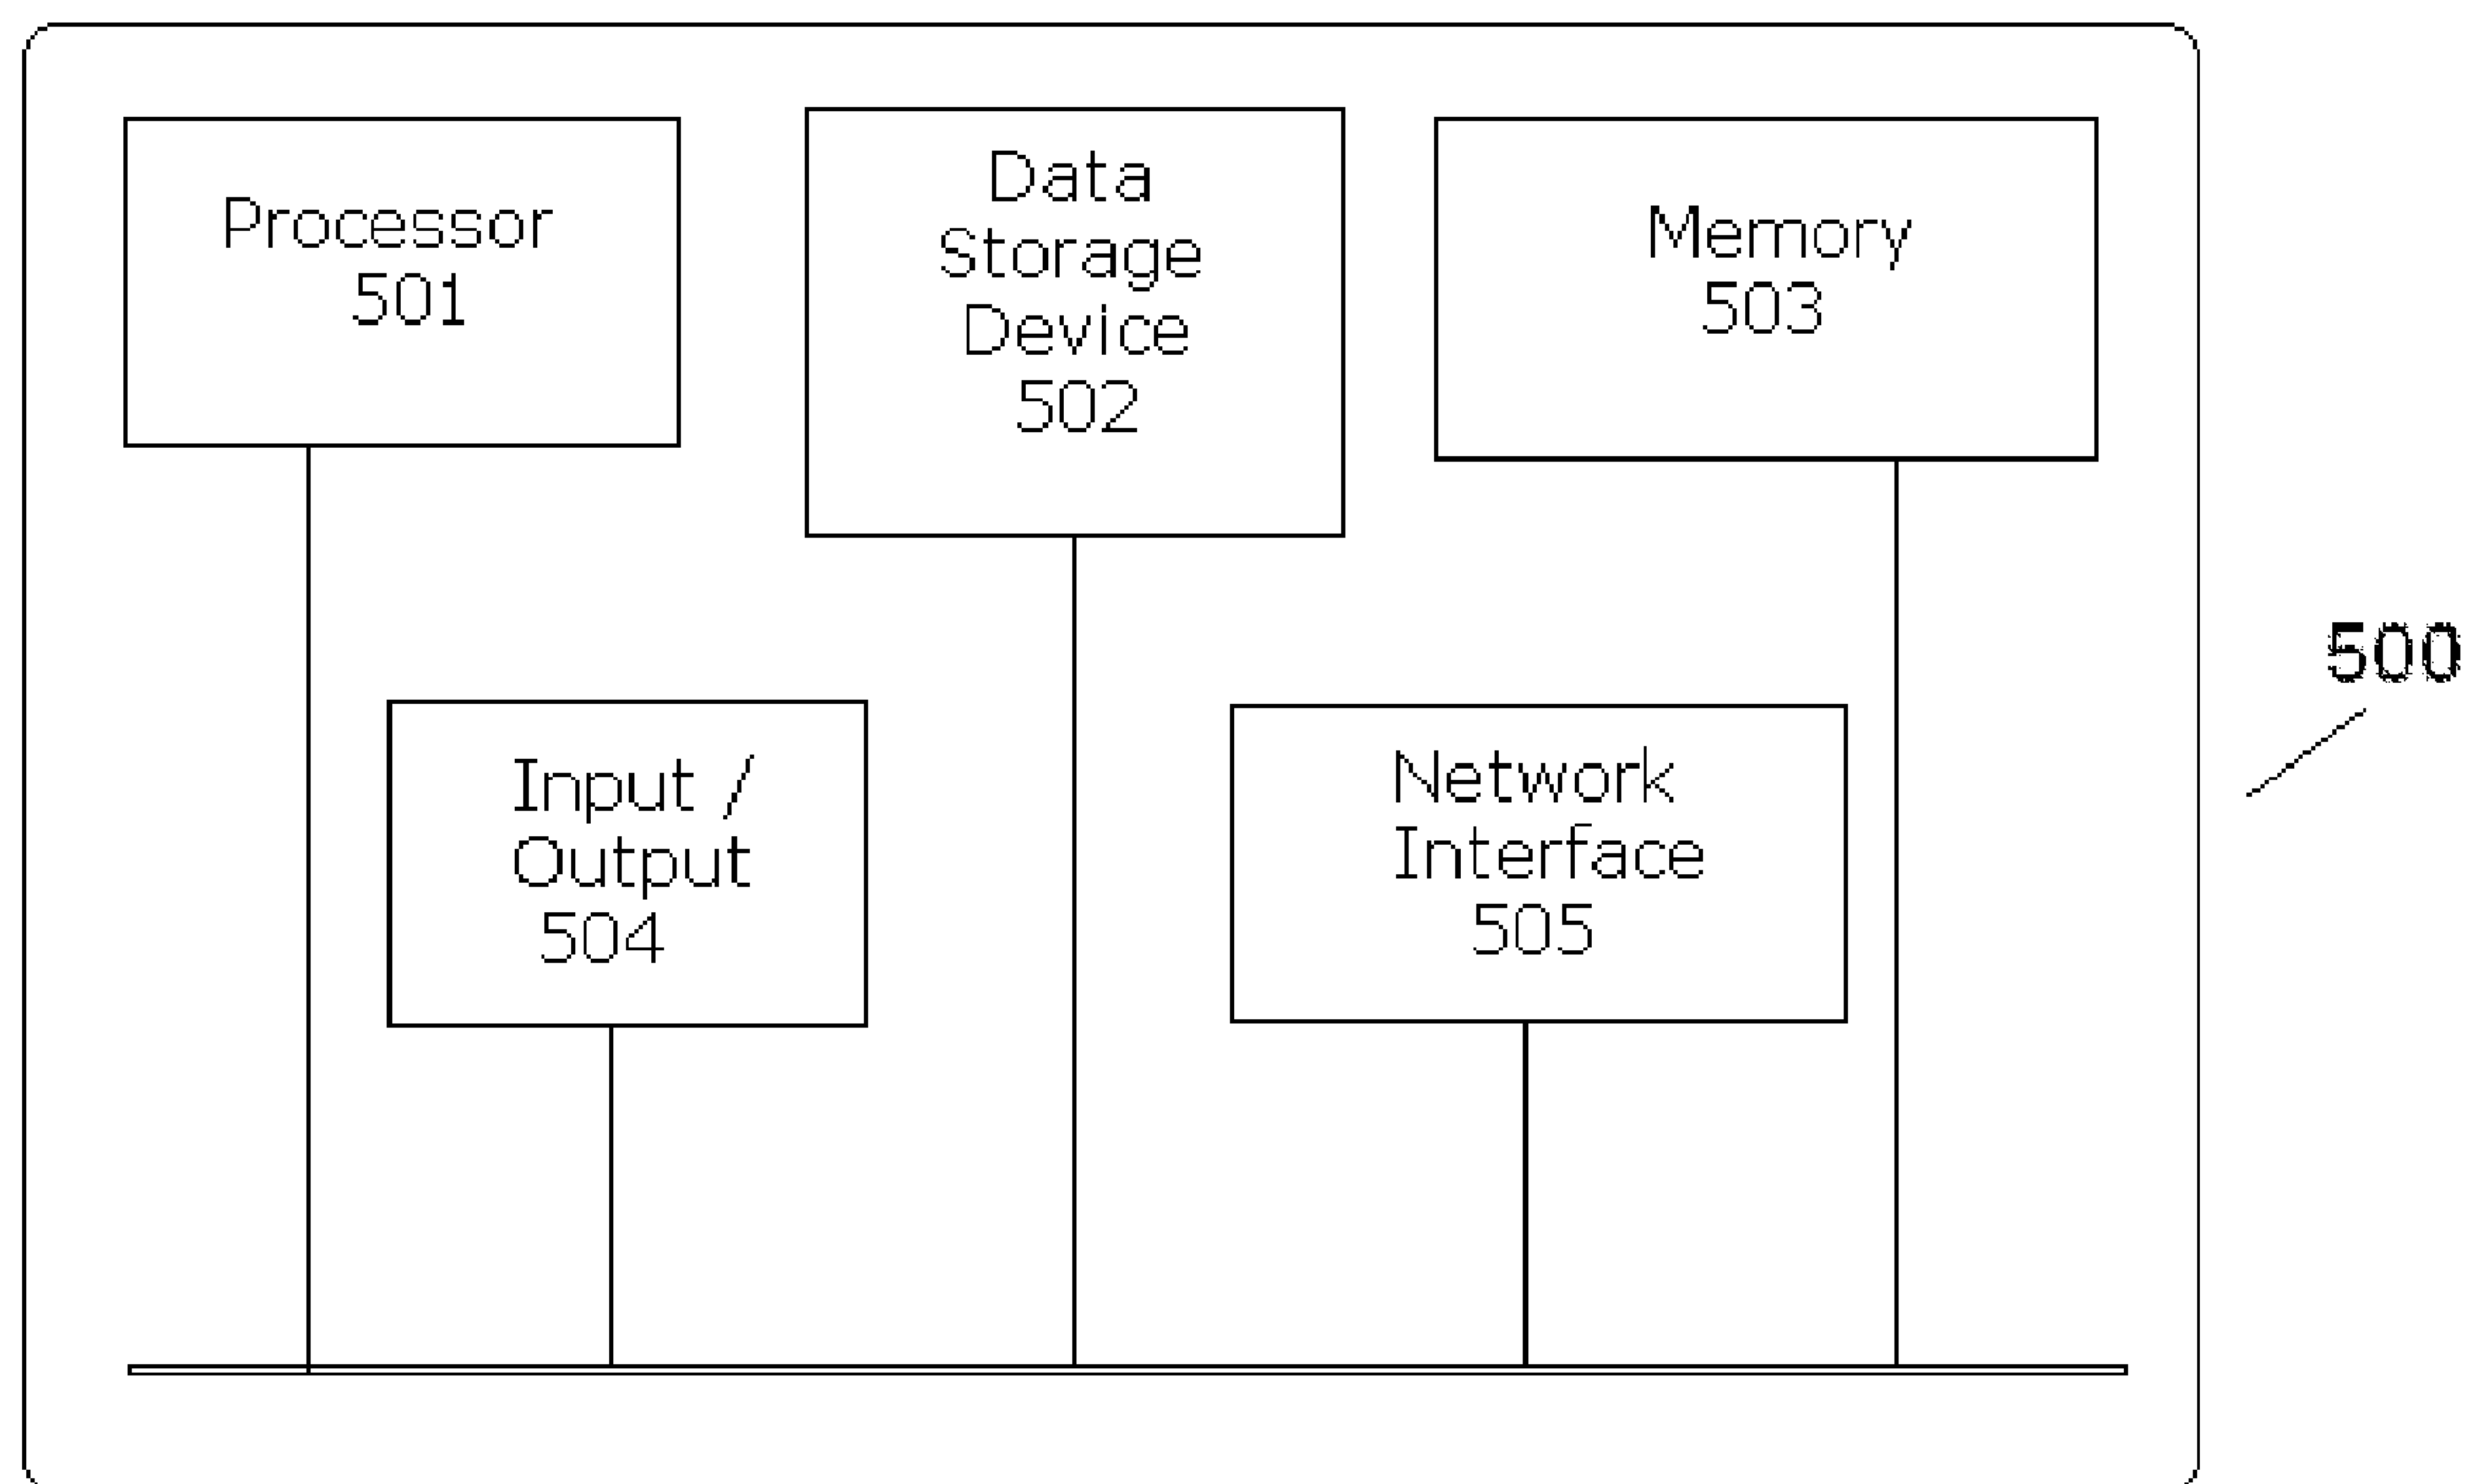 Processor
501
Data
Storage
Device
502
Memory
503
500
Input /
Output
504
Network
Interface
505